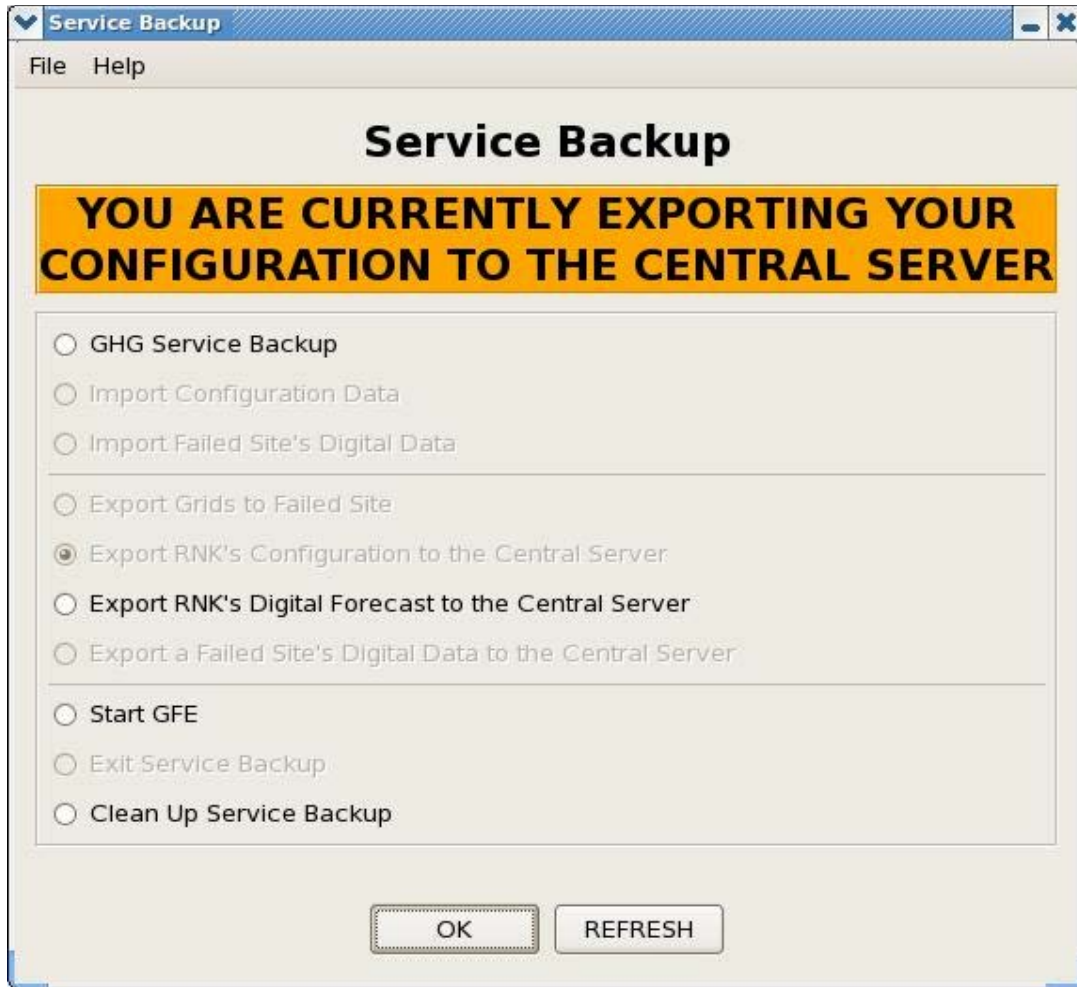 Service Backup
File Help
Service Backup
YOU ARE CURRENTLY EXPORTING YOUR
CONFIGURATION TO THE CENTRAL SERVER
GHG Service Backup
Import Configuration Data
Import Failed Site's Digital Data
Export Grids to Failed Site
Export RNK's Configuration to the Central Server
Export RNK's Digital Forecast to the Central Server
Export a Failed Site's Digital Data to the Central Server
Start GFE
Exit Service Backup
Clean Up Service Backup
OK REFRESH